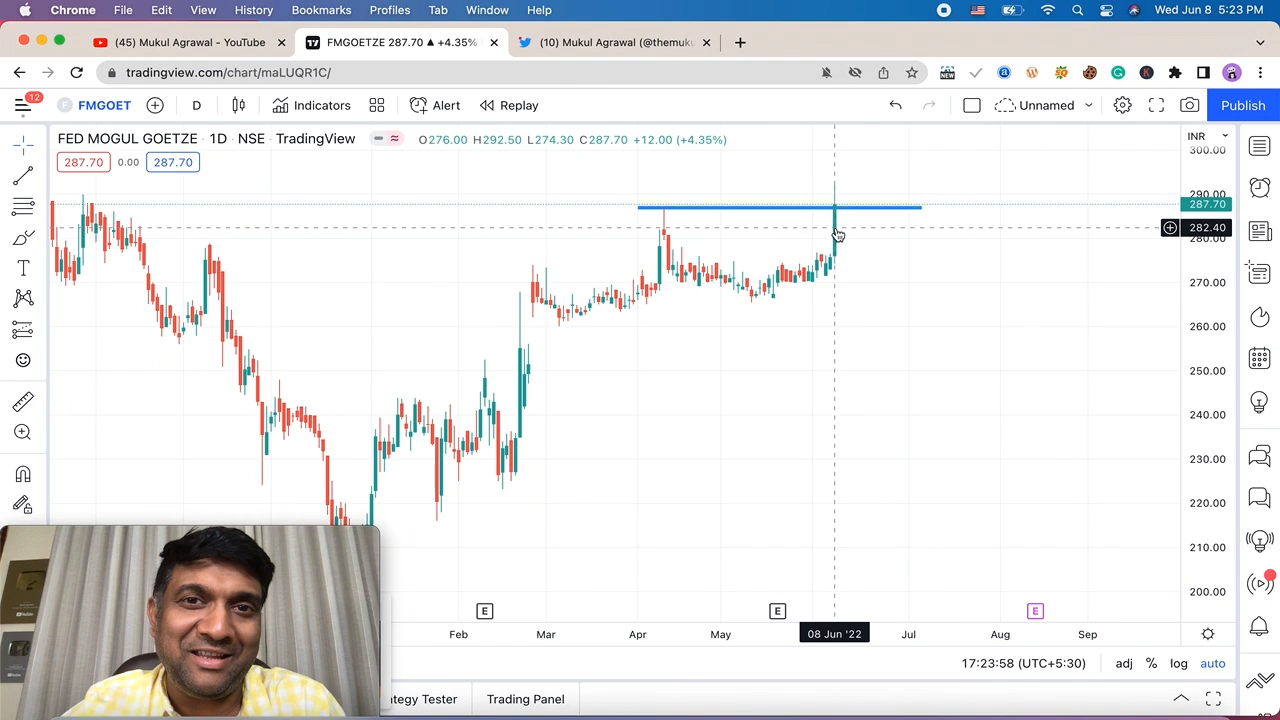 Chrome File Edit View History Bookmarks Profiles Tab Window Help Wed Jun 8 5:23 PM
(45) Mukul Agrawal - YouTube
FMGOETZE 287.70 ▲ +4.35%
(10) Mukul Agrawal (@themuku
tradingview.com/chart/maLUQR1C/
NEW
12
F FMGOET D Indicators Alert Replay Unnamed Publish
FED MOGUL GOETZE · 1D · NSE · TradingView O276.00 H292.50 L274.30 C287.70 +12.00 (+4.35%)
287.70 0.00 287.70
INR
300.00
290.00
287.70
282.40
280.00
270.00
260.00
250.00
240.00
230.00
220.00
210.00
200.00
E E E
Feb Mar Apr May 08 Jun '22 Jul Aug Sep
17:23:58 (UTC+5:30) adj % log auto
tegy Tester Trading Panel